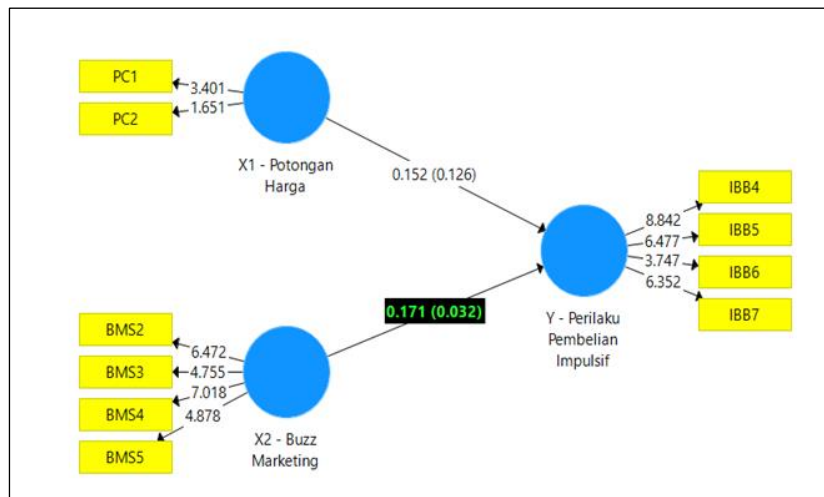 PC1
3.401
1.651
PC2
X1 - Potongan
Harga
0.152 (0.126)
IBB4
8.842
IBB5
6.477
3.747
IBB6
6.352
IBB7
Y - Perilaku
Pembelian
Impulsif
0.171 (0.032)
BMS2
6.472
BMS3
4.755
7.018
BMS4
4.878
BMS5
X2 - Buzz
Marketing